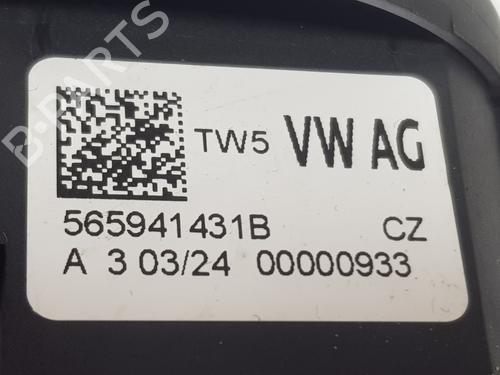 B-PARTS
TW5 VW AG
565941431B CZ
A 3 03/24 00000933